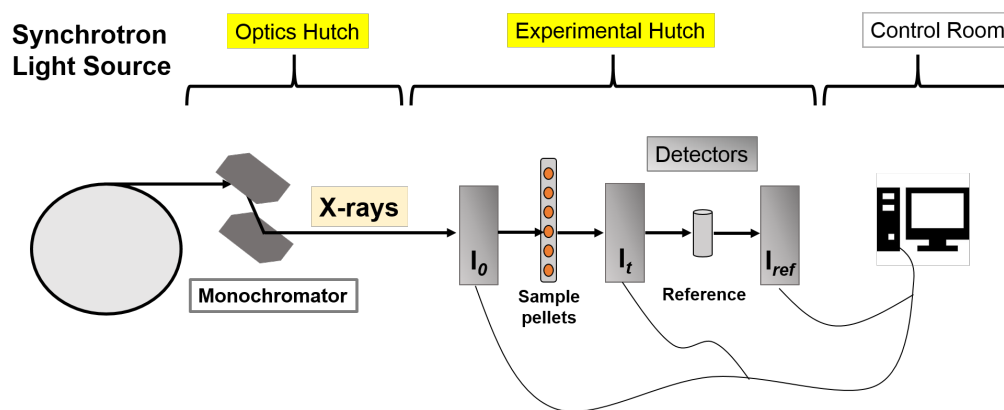 Synchrotron
Light Source
Optics Hutch
Experimental Hutch
Control Room
Detectors
X-rays
I0
It
Iref
Monochromator
Sample
pellets
Reference